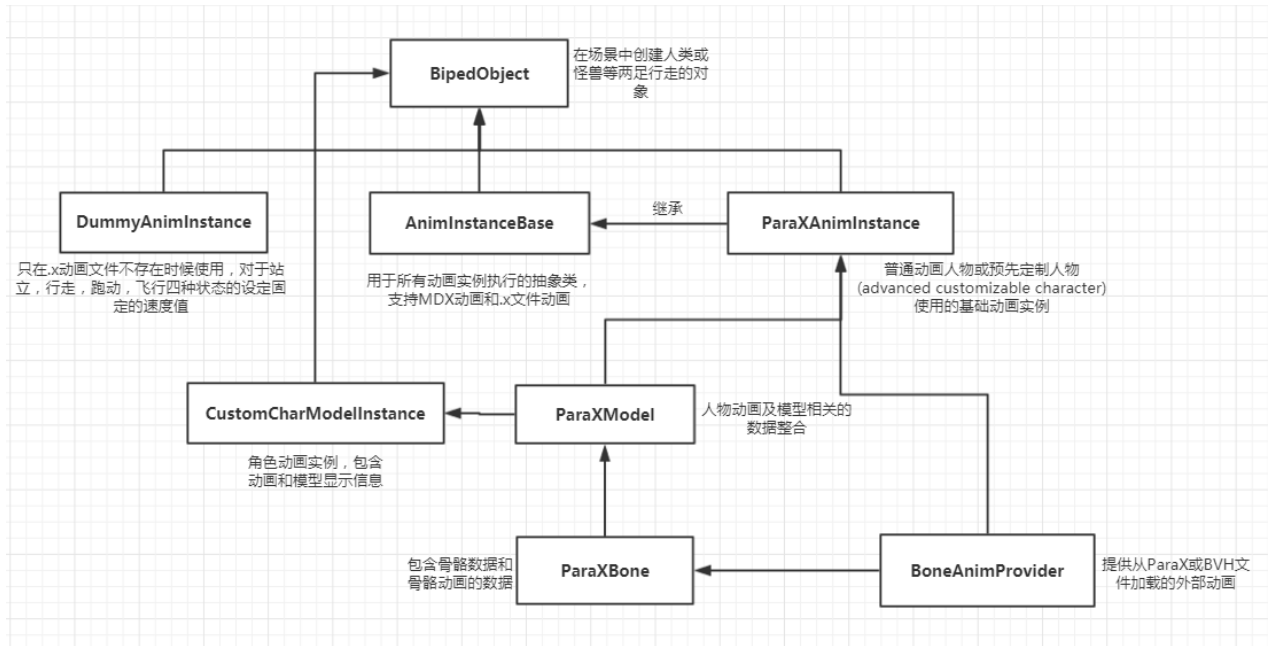 BipedObject
在场景中创建人类或
怪兽等两足行走的对
象
DummyAnimInstance
只在.x动画文件不存在时候使用，对于站
立，行走，跑动，飞行四种状态的设定固
定的速度值
AnimInstanceBase
用于所有动画实例执行的抽象类，
支持MDX动画和.x文件动画
继承
ParaXAnimInstance
普通动画人物或预先定制人物
(advanced customizable character)
使用的基础动画实例
CustomCharModelInstance
角色动画实例，包含
动画和模型显示信息
ParaXModel
人物动画及模型相关的
数据整合
包含骨骼数据和
骨骼动画的数据
ParaXBone
BoneAnimProvider
提供从ParaX或BVH文
件加载的外部动画